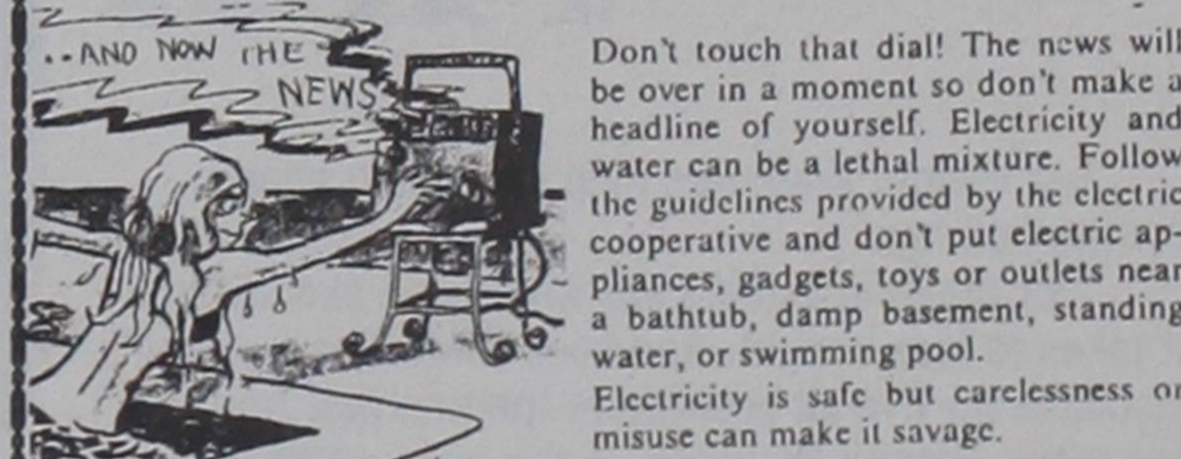 ..AND NOW THE
NEWS
Don't touch that dial! The news will
be over in a moment so don't make a
headline of yourself. Electricity and
water can be a lethal mixture. Follow
the guidelines provided by the electric
cooperative and don't put electric ap-
pliances, gadgets, toys or outlets near
a bathtub, damp basement, standing
water, or swimming pool.
Electricity is safe but carelessness or
misuse can make it savage.